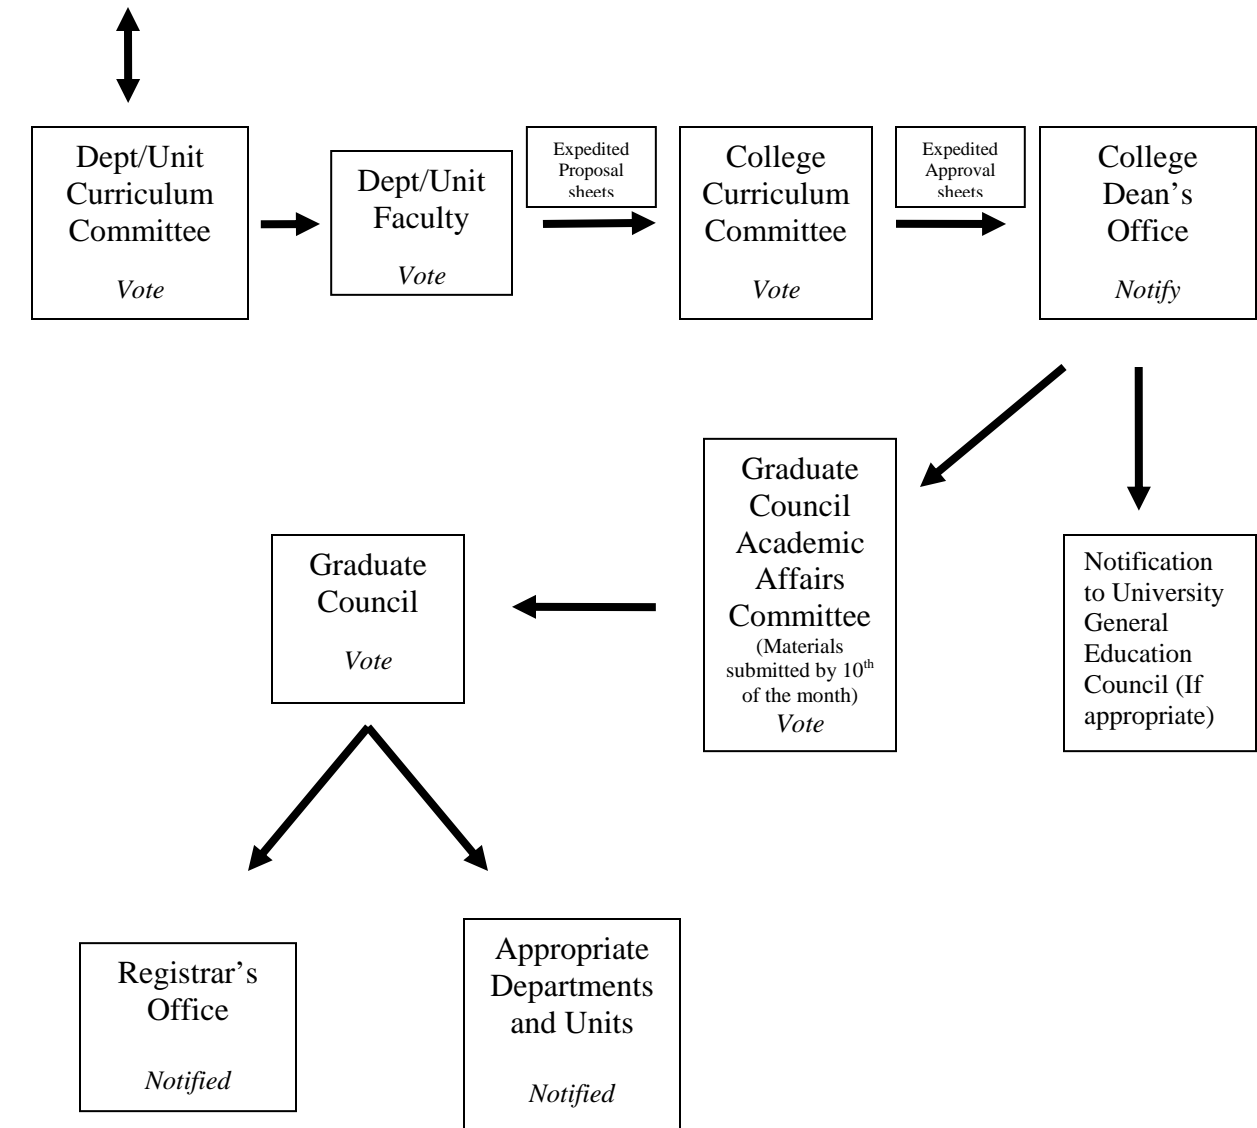 Dept/Unit
Curriculum
Committee
Vote
Dept/Unit
Faculty
Vote
Expedited
Proposal
sheets
College
Curriculum
Committee
Vote
Expedited
Approval
sheets
College
Dean’s
Office
Notify
Graduate
Council
Academic
Affairs
Committee
(Materials
submitted by 10th
of the month)
Vote
Notification
to University
General
Education
Council (If
appropriate)
Graduate
Council
Vote
Registrar’s
Office
Notified
Appropriate
Departments
and Units
Notified